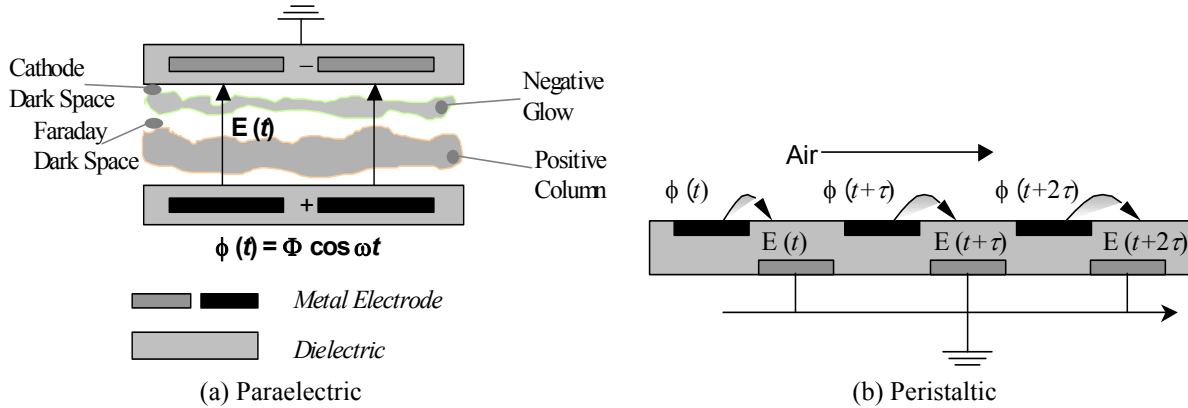 Cathode
Dark Space
Faraday
Dark Space
−
E (t)
Negative
Glow
Positive
Column
+
ϕ (t) = Φ cos ωt
Metal Electrode
Dielectric
(a) Paraelectric
Air
ϕ (t)
ϕ (t+τ)
ϕ (t+2τ)
E (t)
E (t+τ)
E (t+2τ)
(b) Peristaltic